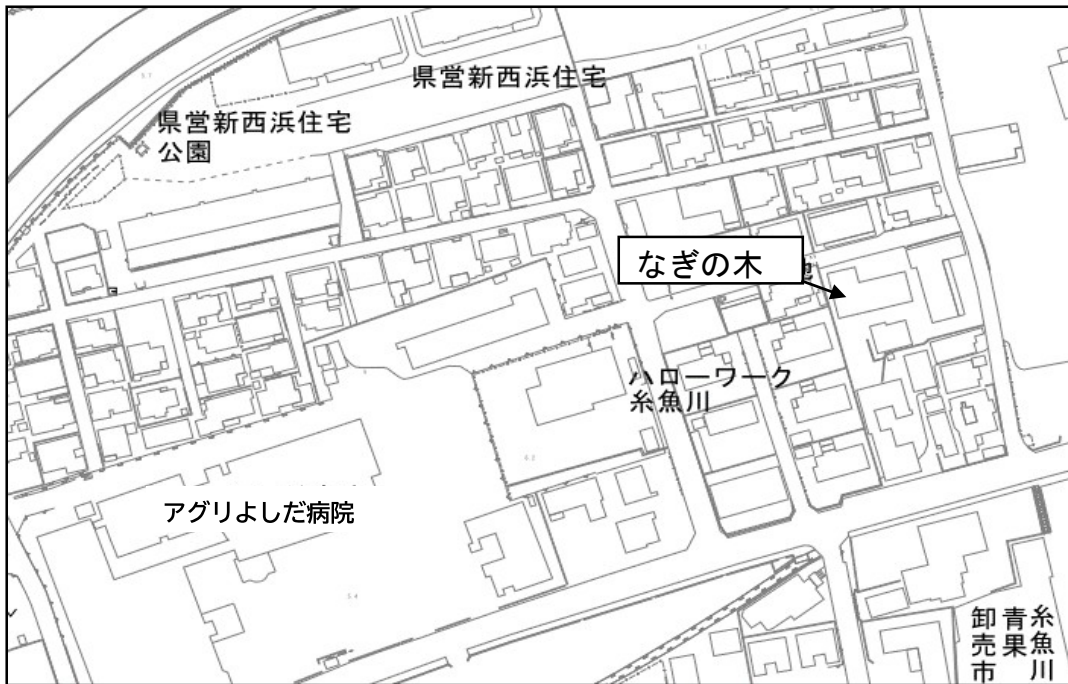 県営新西浜住宅
県営新西浜住宅
公園
なぎの木
ハローワーク
糸魚川
アグリよしだ病院
糸魚川
青果
卸売市